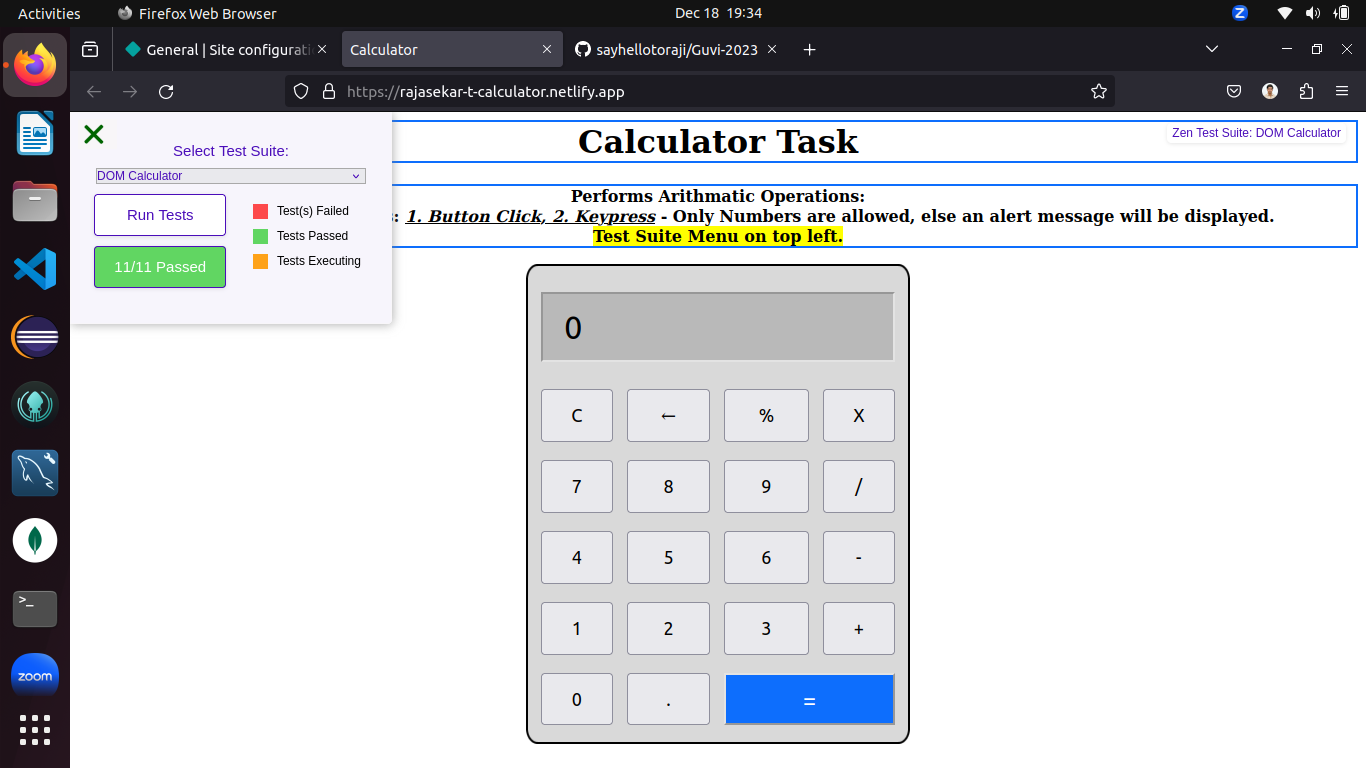 Activities Firefox Web Browser Dec 18 19:34 Z
General | Site configurati Calculator sayhellotoraji/Guvi-2023
https://rajasekar-t-calculator.netlify.app
Calculator Task
Zen Test Suite: DOM Calculator
Select Test Suite:
DOM Calculator
Run Tests
11/11 Passed
Test(s) Failed
Tests Passed
Tests Executing
Performs Arithmatic Operations:
: 1. Button Click, 2. Keypress - Only Numbers are allowed, else an alert message will be displayed.
Test Suite Menu on top left.
0
C ← % X
7 8 9 /
4 5 6 -
1 2 3 +
0 . =
>_
zoom